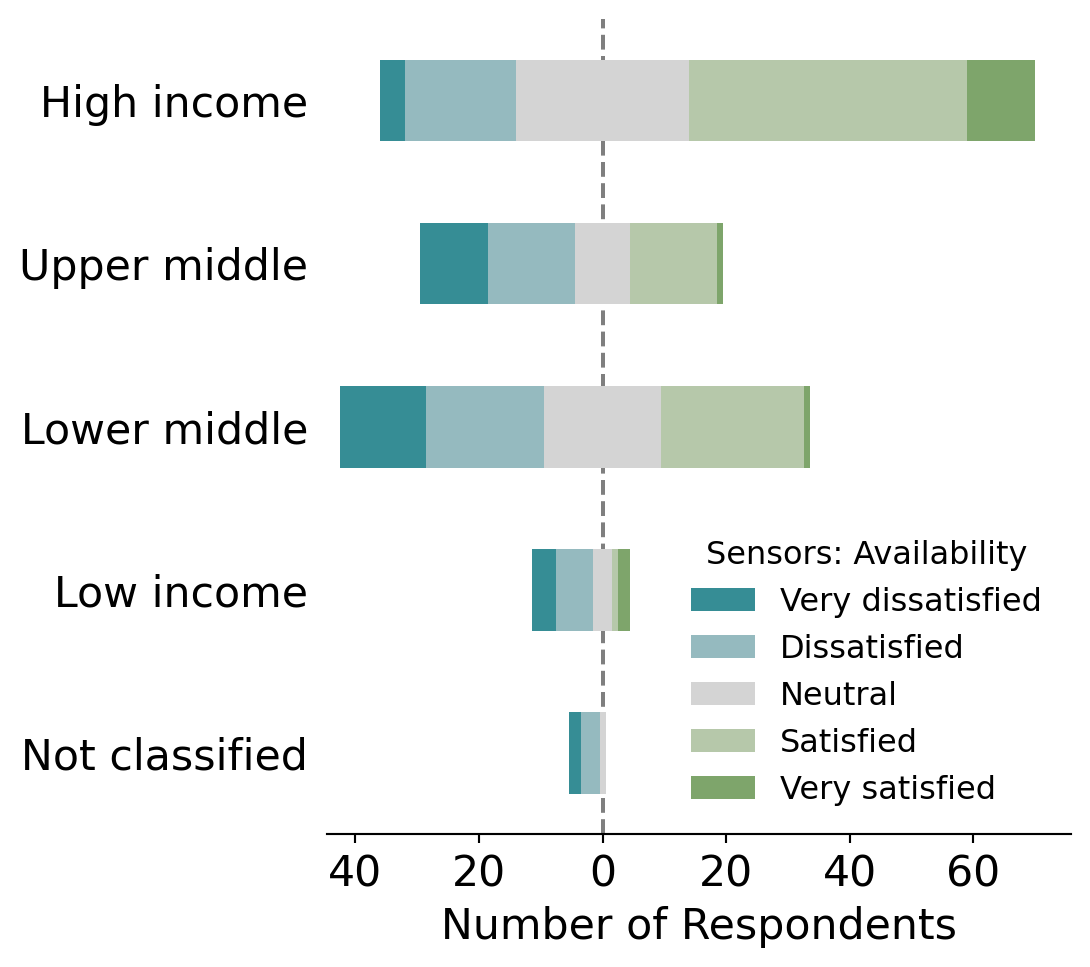 High income
Upper middle
Lower middle
Low income
Not classified
Sensors: Availability
Very dissatisfied
Dissatisfied
Neutral
Satisfied
Very satisfied
40 20 0 20 40 60
Number of Respondents